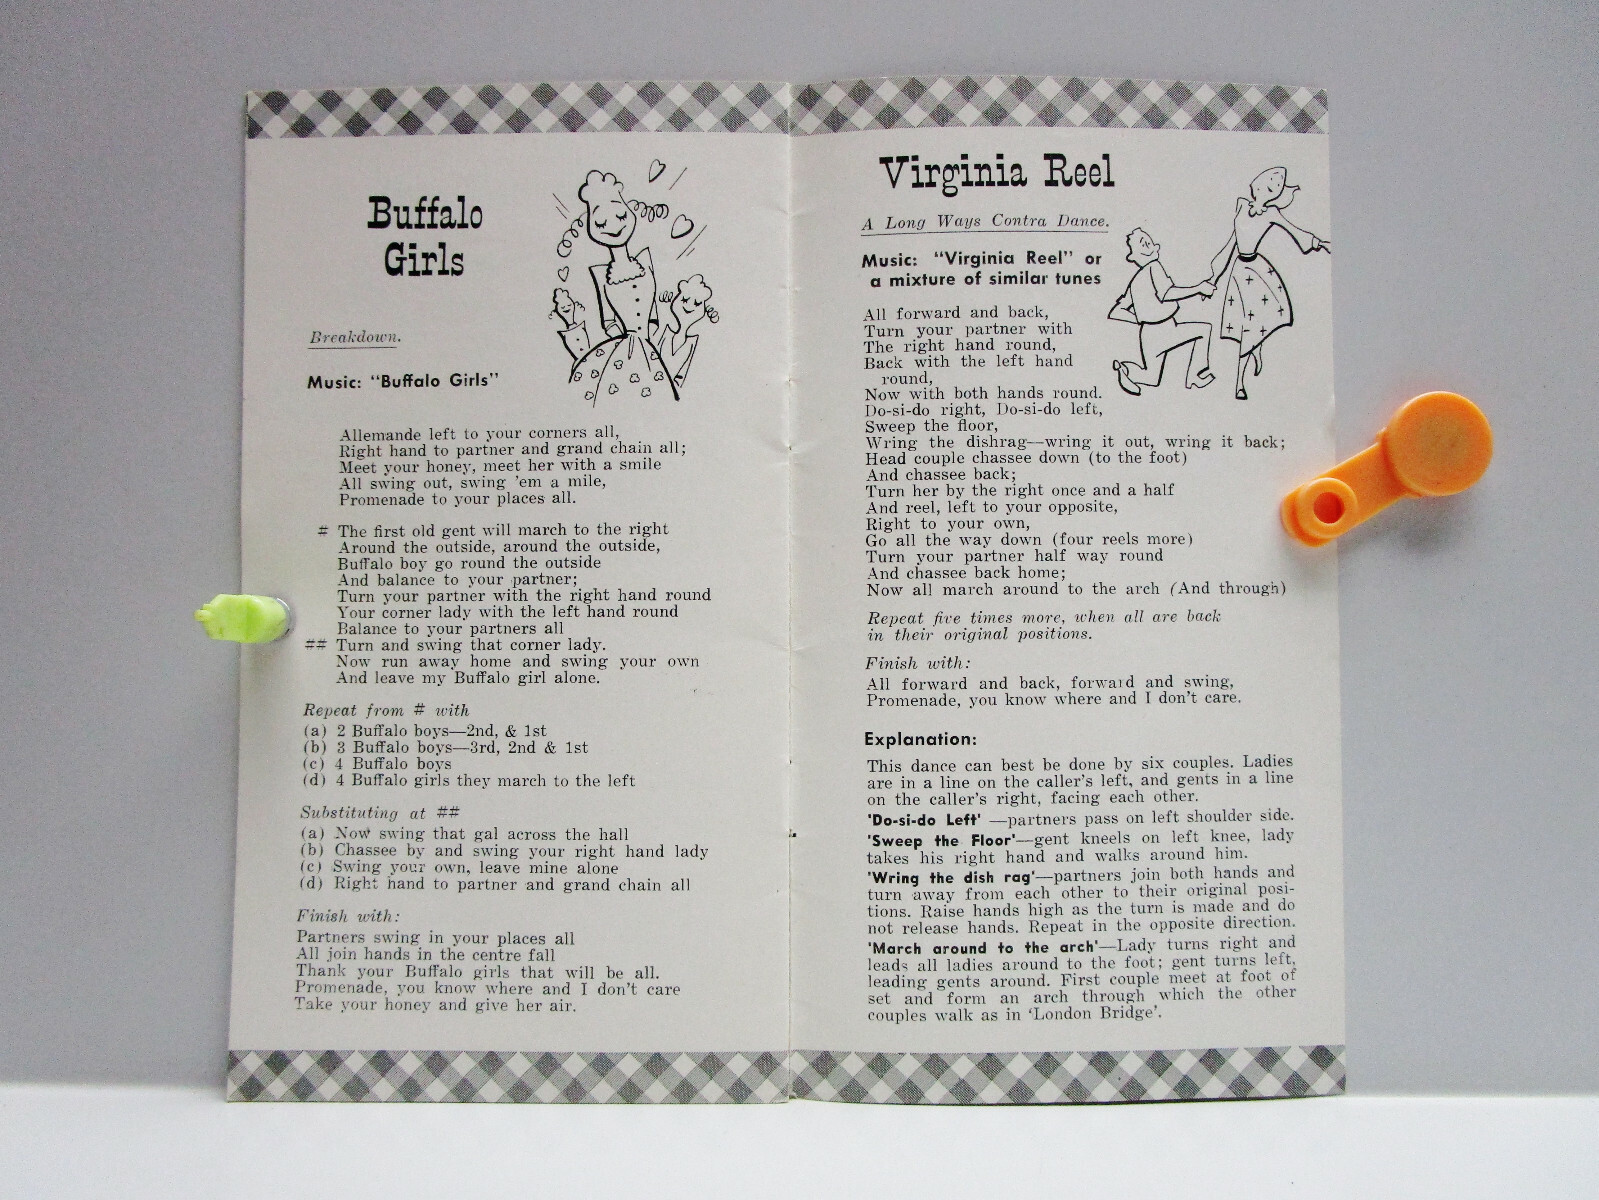 Buffalo
Girls
Breakdown.
Music: "Buffalo Girls"
Allemande left to your corners all,
Right hand to partner and grand chain all;
Meet your honey, meet her with a smile
All swing out, swing 'em a mile,
Promenade to your places all.
# The first old gent will march to the right
Around the outside, around the outside,
Buffalo boy go round the outside
And balance to your partner;
Turn your partner with the right hand round
Your corner lady with the left hand round
Balance to your partners all
## Turn and swing that corner lady.
Now run away home and swing your own
And leave my Buffalo girl alone.
Repeat from # with
(a) 2 Buffalo boys—2nd, & 1st
(b) 3 Buffalo boys—3rd, 2nd & 1st
(c) 4 Buffalo boys
(d) 4 Buffalo girls they march to the left
Substituting at ##
(a) Now swing that gal across the hall
(b) Chassee by and swing your right hand lady
(c) Swing your own, leave mine alone
(d) Right hand to partner and grand chain all
Finish with:
Partners swing in your places all
All join hands in the centre fall
Thank your Buffalo girls that will be all.
Promenade, you know where and I don't care
Take your honey and give her air.
Virginia Reel
A Long Ways Contra Dance.
Music: "Virginia Reel" or
a mixture of similar tunes
All forward and back,
Turn your partner with
The right hand round,
Back with the left hand
round,
Now with both hands round.
Do-si-do right, Do-si-do left,
Sweep the floor,
Wring the dishrag—wring it out, wring it back;
Head couple chassee down (to the foot)
And chassee back;
Turn her by the right once and a half
And reel, left to your opposite,
Right to your own,
Go all the way down (four reels more)
Turn your partner half way round
And chassee back home;
Now all march around to the arch (And through)
Repeat five times more, when all are back
in their original positions.
Finish with:
All forward and back, forward and swing,
Promenade, you know where and I don't care.
Explanation:
This dance can best be done by six couples. Ladies
are in a line on the caller's left, and gents in a line
on the caller's right, facing each other.
'Do-si-do Left' —partners pass on left shoulder side.
'Sweep the Floor'—gent kneels on left knee, lady
takes his right hand and walks around him.
'Wring the dish rag'—partners join both hands and
turn away from each other to their original posi-
tions. Raise hands high as the turn is made and do
not release hands. Repeat in the opposite direction.
'March around to the arch'—Lady turns right and
leads all ladies around to the foot; gent turns left,
leading gents around. First couple meet at foot of
set and form an arch through which the other
couples walk as in 'London Bridge'.